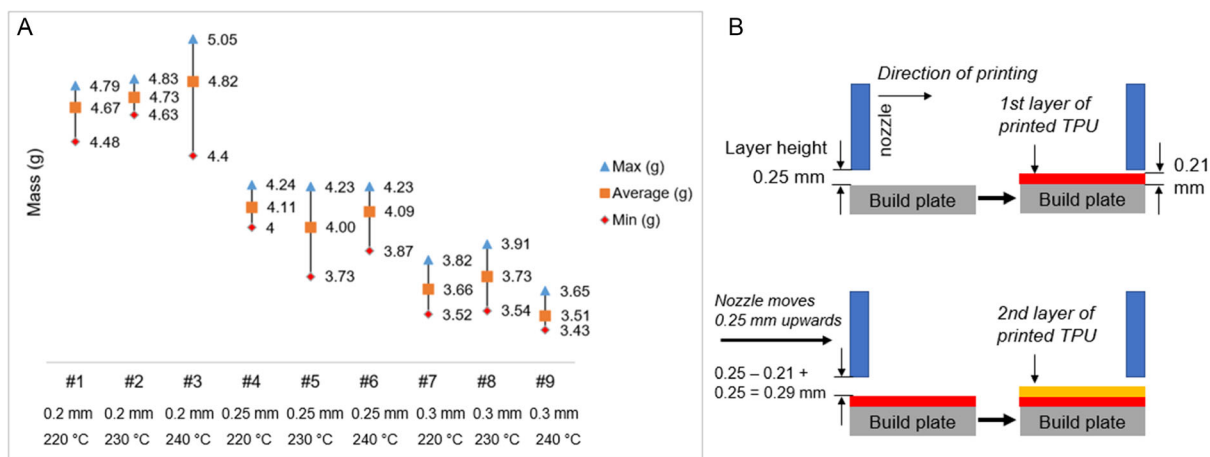 A
5.05
4.82
4.4
4.79
4.67
4.48
4.83
4.73
4.63
4.24
4.11
4
4.23
4.00
3.73
4.23
4.09
3.87
3.82
3.66
3.52
3.91
3.73
3.54
3.65
3.51
3.43
Mass (g)
Max (g)
Average (g)
Min (g)
#1 #2 #3 #4 #5 #6 #7 #8 #9
0.2 mm 0.2 mm 0.2 mm 0.25 mm 0.25 mm 0.25 mm 0.3 mm 0.3 mm 0.3 mm
220 °C 230 °C 240 °C 220 °C 230 °C 240 °C 220 °C 230 °C 240 °C
B
Direction of printing
nozzle
Layer height
0.25 mm
Build plate
1st layer of
printed TPU
0.21
mm
Build plate
Nozzle moves
0.25 mm upwards
0.25 – 0.21 +
0.25 = 0.29 mm
Build plate
2nd layer of
printed TPU
Build plate